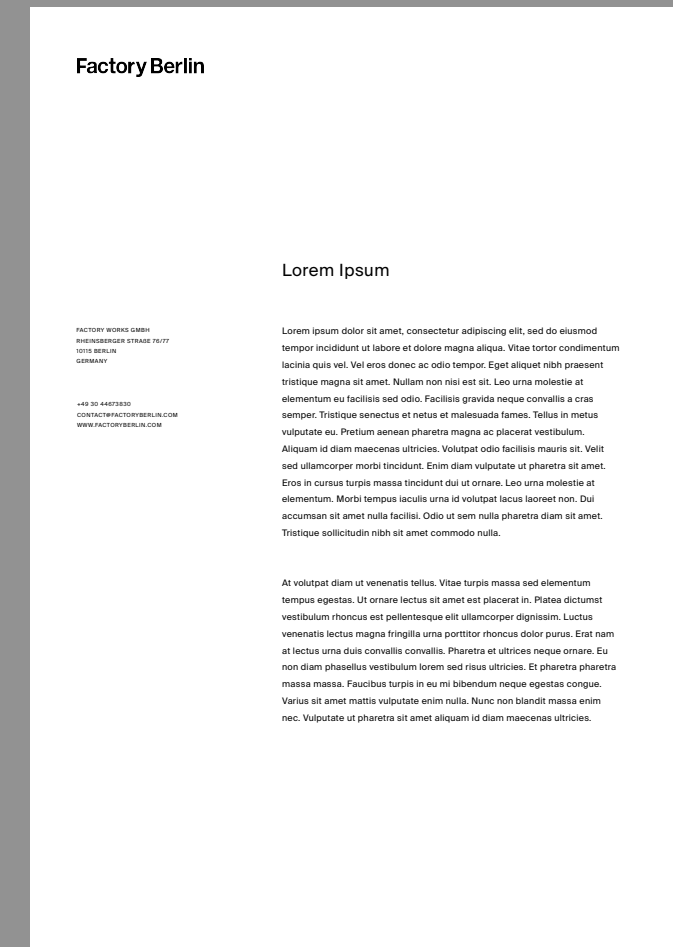 Factory Berlin
Lorem Ipsum
FACTORY WORKS GMBH
RHEINSBERGER STRAßE 76/77
10115 BERLIN
GERMANY
+49 30 44673830
CONTACT@FACTORYBERLIN.COM
WWW.FACTORYBERLIN.COM
Lorem ipsum dolor sit amet, consectetur adipiscing elit, sed do eiusmod
tempor incididunt ut labore et dolore magna aliqua. Vitae tortor condimentum
lacinia quis vel. Vel eros donec ac odio tempor. Eget aliquet nibh praesent
tristique magna sit amet. Nullam non nisi est sit. Leo urna molestie at
elementum eu facilisis sed odio. Facilisis gravida neque convallis a cras
semper. Tristique senectus et netus et malesuada fames. Tellus in metus
vulputate eu. Pretium aenean pharetra magna ac placerat vestibulum.
Aliquam id diam maecenas ultricies. Volutpat odio facilisis mauris sit. Velit
sed ullamcorper morbi tincidunt. Enim diam vulputate ut pharetra sit amet.
Eros in cursus turpis massa tincidunt dui ut ornare. Leo urna molestie at
elementum. Morbi tempus iaculis urna id volutpat lacus laoreet non. Dui
accumsan sit amet nulla facilisi. Odio ut sem nulla pharetra diam sit amet.
Tristique sollicitudin nibh sit amet commodo nulla.
At volutpat diam ut venenatis tellus. Vitae turpis massa sed elementum
tempus egestas. Ut ornare lectus sit amet est placerat in. Platea dictumst
vestibulum rhoncus est pellentesque elit ullamcorper dignissim. Luctus
venenatis lectus magna fringilla urna porttitor rhoncus dolor purus. Erat nam
at lectus urna duis convallis convallis. Pharetra et ultrices neque ornare. Eu
non diam phasellus vestibulum lorem sed risus ultricies. Et pharetra pharetra
massa massa. Faucibus turpis in eu mi bibendum neque egestas congue.
Varius sit amet mattis vulputate enim nulla. Nunc non blandit massa enim
nec. Vulputate ut pharetra sit amet aliquam id diam maecenas ultricies.